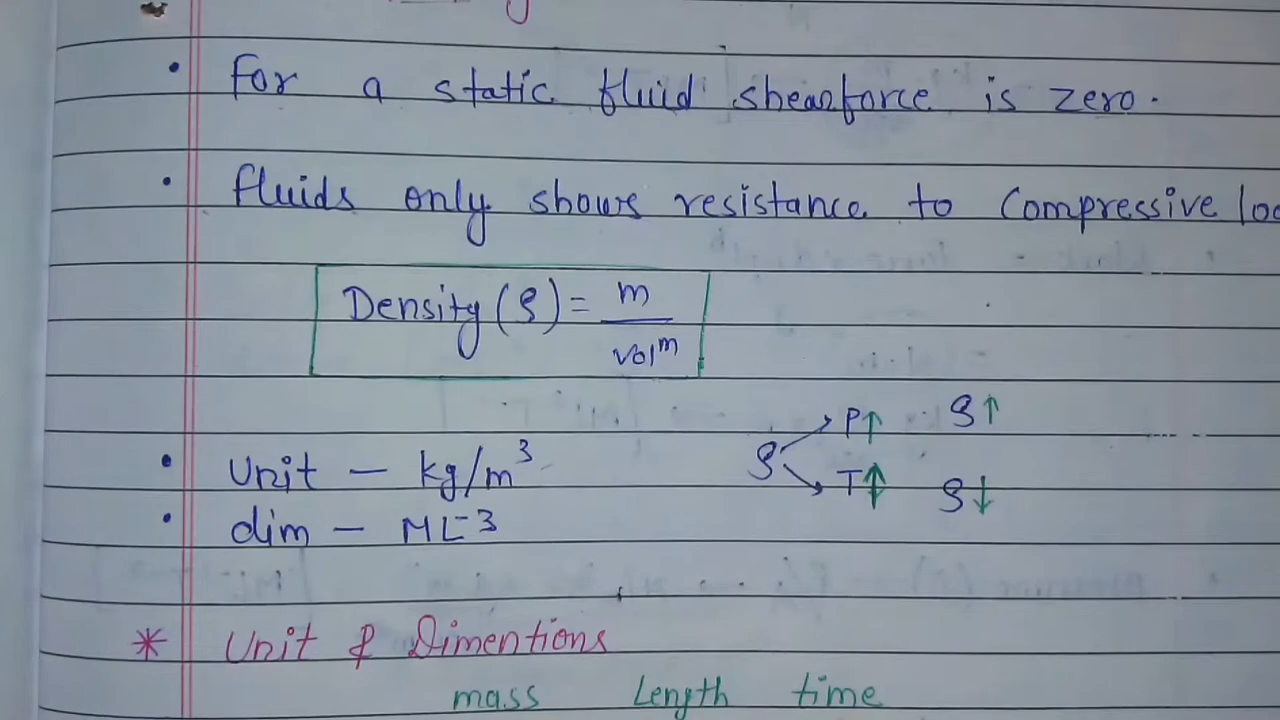 • For a static fluid shearforce is zero.
• fluids only shows resistance to Compressive
Density (ρ) = m / volᵐ
ρ → P↑ ρ↑
• Unit – kg/m³
→ T↑ ρ↓
• dim – ML-3
* Unit & Dimentions
mass Length time